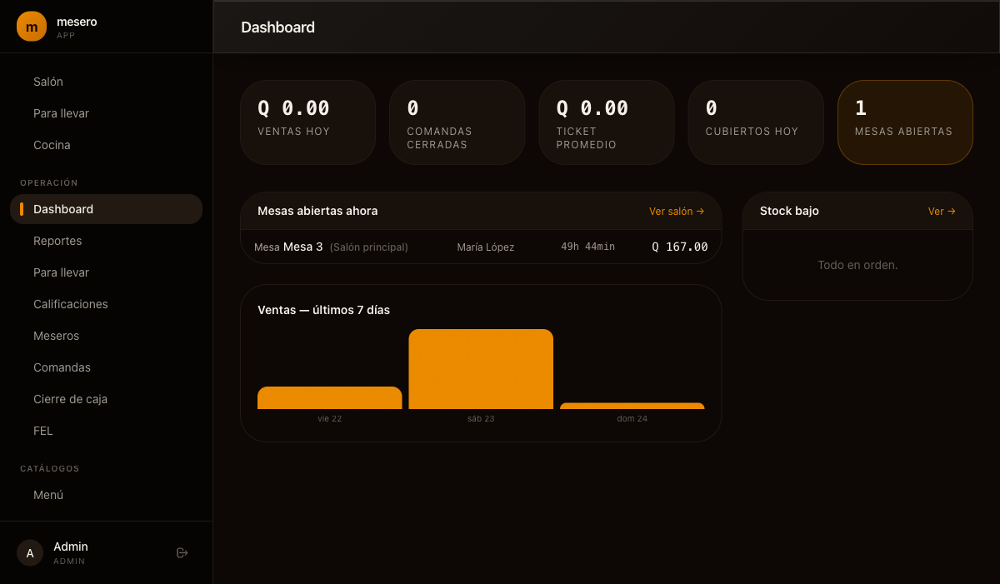 m
mesero
APP
Salón
Para llevar
Cocina
OPERACIÓN
Dashboard
Reportes
Para llevar
Calificaciones
Meseros
Comandas
Cierre de caja
FEL
CATÁLOGOS
Menú
A
Admin
ADMIN
Dashboard
Q 0.00
VENTAS HOY
0
COMANDAS
CERRADAS
Q 0.00
TICKET
PROMEDIO
0
CUBIERTOS HOY
1
MESAS ABIERTAS
Mesas abiertas ahora
Ver salón →
Mesa Mesa 3 (Salón principal) María López 49h 44min Q 167.00
Ventas — últimos 7 días
vie 22 sáb 23 dom 24
Stock bajo
Ver →
Todo en orden.